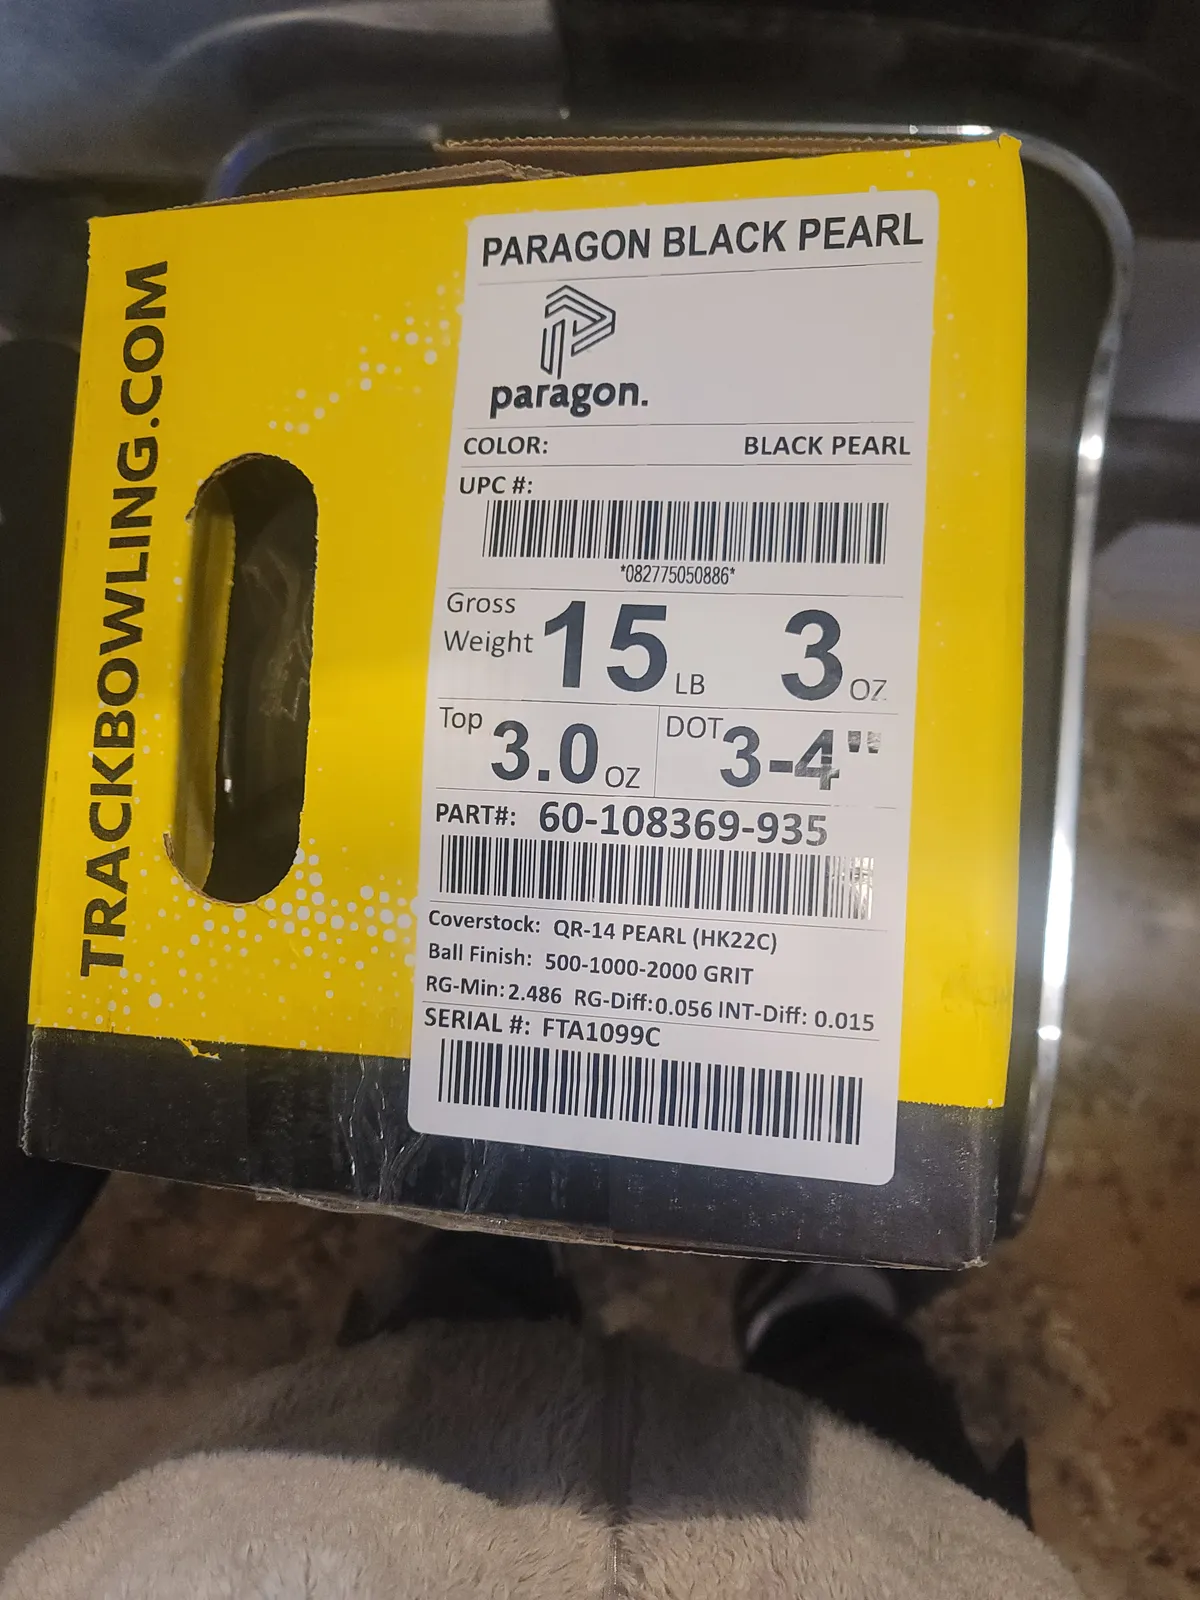 TRACKBOWLING.COM
PARAGON BLACK PEARL
paragon.
COLOR: BLACK PEARL
UPC #:
*082775050886*
Gross Weight 15 LB 3 OZ
Top 3.0 OZ DOT 3-4"
PART#: 60-108369-935
Coverstock: QR-14 PEARL (HK22C)
Ball Finish: 500-1000-2000 GRIT
RG-Min: 2.486 RG-Diff: 0.056 INT-Diff: 0.015
SERIAL #: FTA1099C